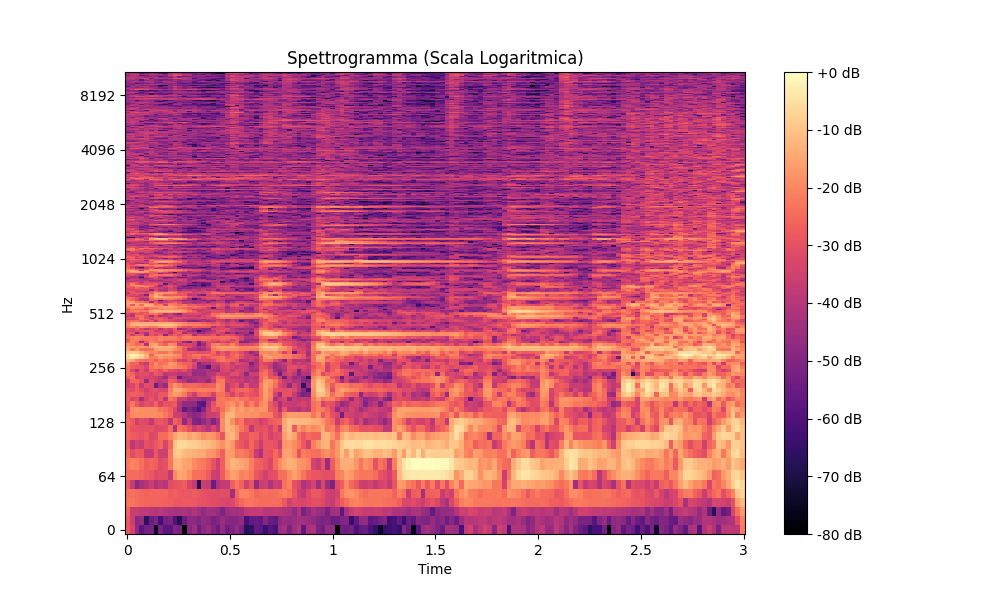 Spettrogramma (Scala Logaritmica)
Hz
8192
4096
2048
1024
512
256
128
64
0
0
0.5
1
1.5
2
2.5
3
Time
+0 dB
-10 dB
-20 dB
-30 dB
-40 dB
-50 dB
-60 dB
-70 dB
-80 dB